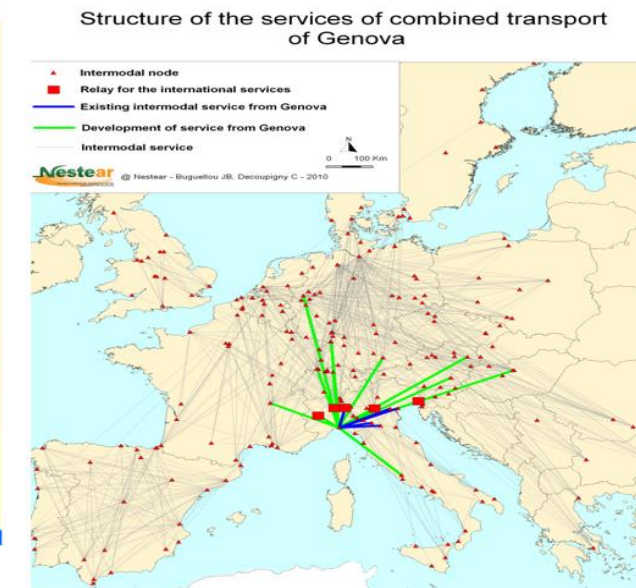 Structure of the services of combined transport
of Genova
Intermodal node
Relay for the international services
Existing intermodal service from Genova
Development of service from Genova
Intermodal service
N
0 100 Km
Nestear
@ Nestear - Buguellou JB, Decoupigny C - 2010